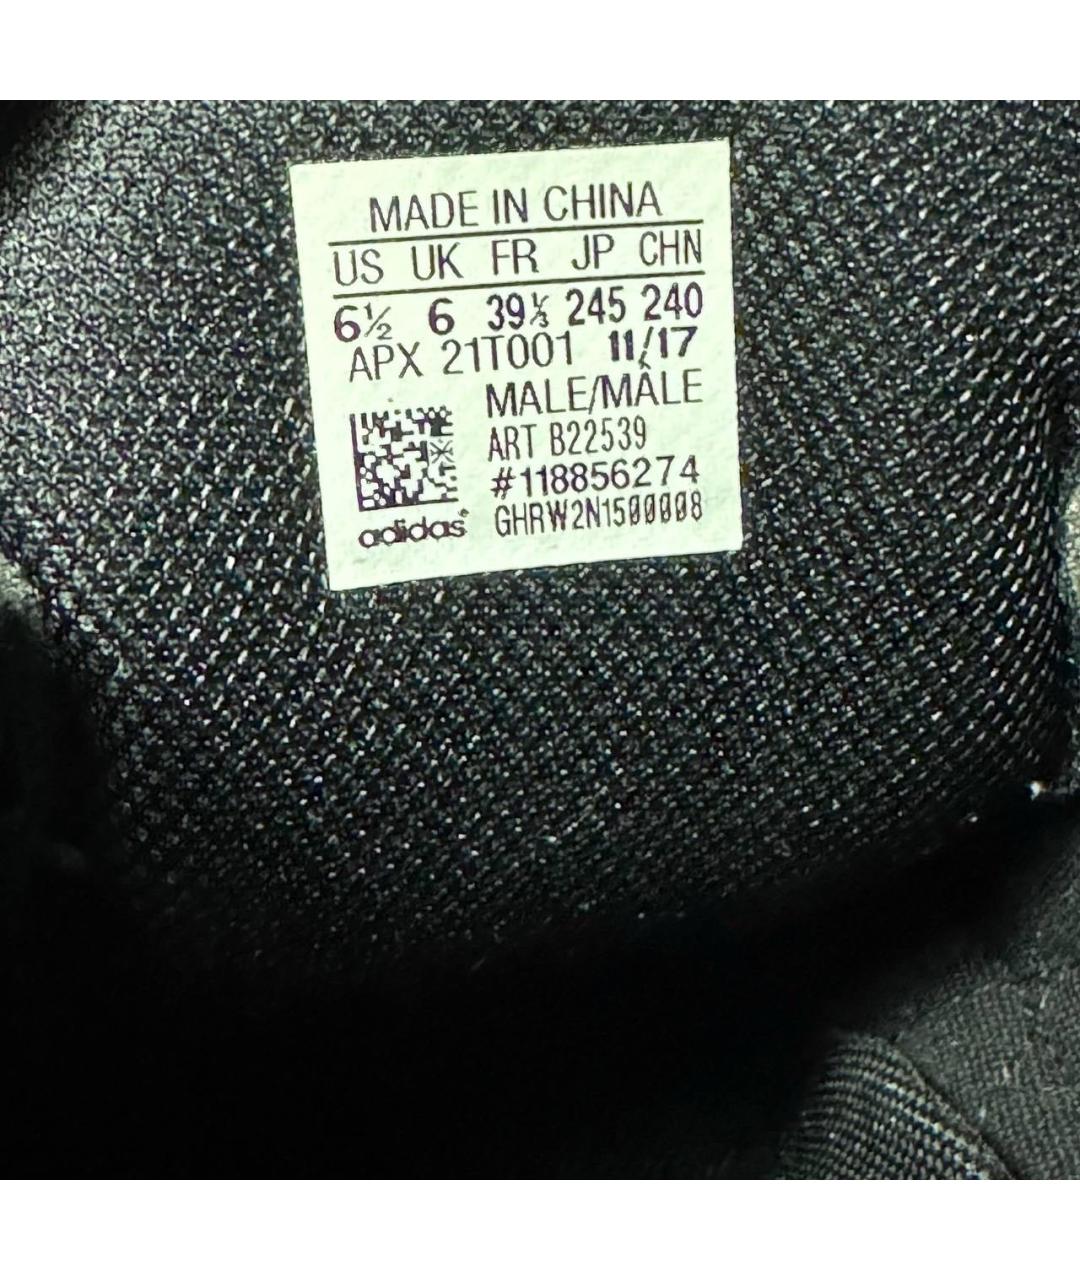 MADE IN CHINA
US UK FR JP CHN
6½ 6 39⅓ 245 240
APX 21T001 11/17
MALE/MÂLE
ART B22539
#118856274
GHRW2N1500008
adidas